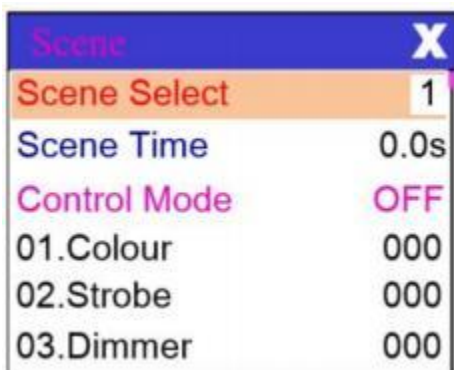 Scene X
Scene Select 1
Scene Time 0.0s
Control Mode OFF
01.Colour 000
02.Strobe 000
03.Dimmer 000